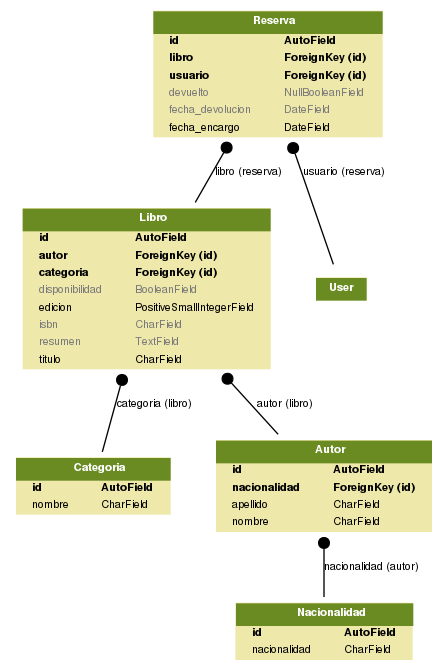 Reserva
id AutoField
libro ForeignKey (id)
usuario ForeignKey (id)
devuelto NullBooleanField
fecha_devolucion DateField
fecha_encargo DateField
libro (reserva)
usuario (reserva)
Libro
id AutoField
autor ForeignKey (id)
categoria ForeignKey (id)
disponibilidad BooleanField
edicion PositiveSmallIntegerField
isbn CharField
resumen TextField
titulo CharField
User
categoria (libro)
autor (libro)
Categoria
id AutoField
nombre CharField
Autor
id AutoField
nacionalidad ForeignKey (id)
apellido CharField
nombre CharField
nacionalidad (autor)
Nacionalidad
id AutoField
nacionalidad CharField